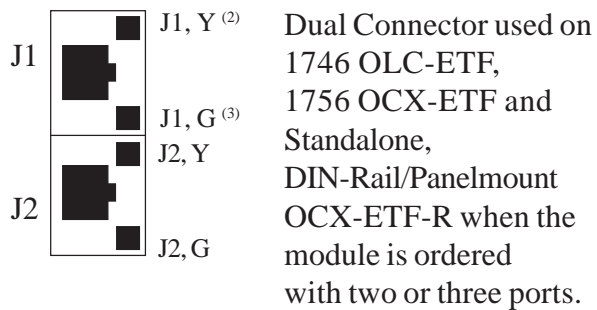 J1
J1, Y (2)
J1, G (3)
J2
J2, Y
J2, G
Dual Connector used on
1746 OLC-ETF,
1756 OCX-ETF and
Standalone,
DIN-Rail/Panelmount
OCX-ETF-R when the
module is ordered
with two or three ports.